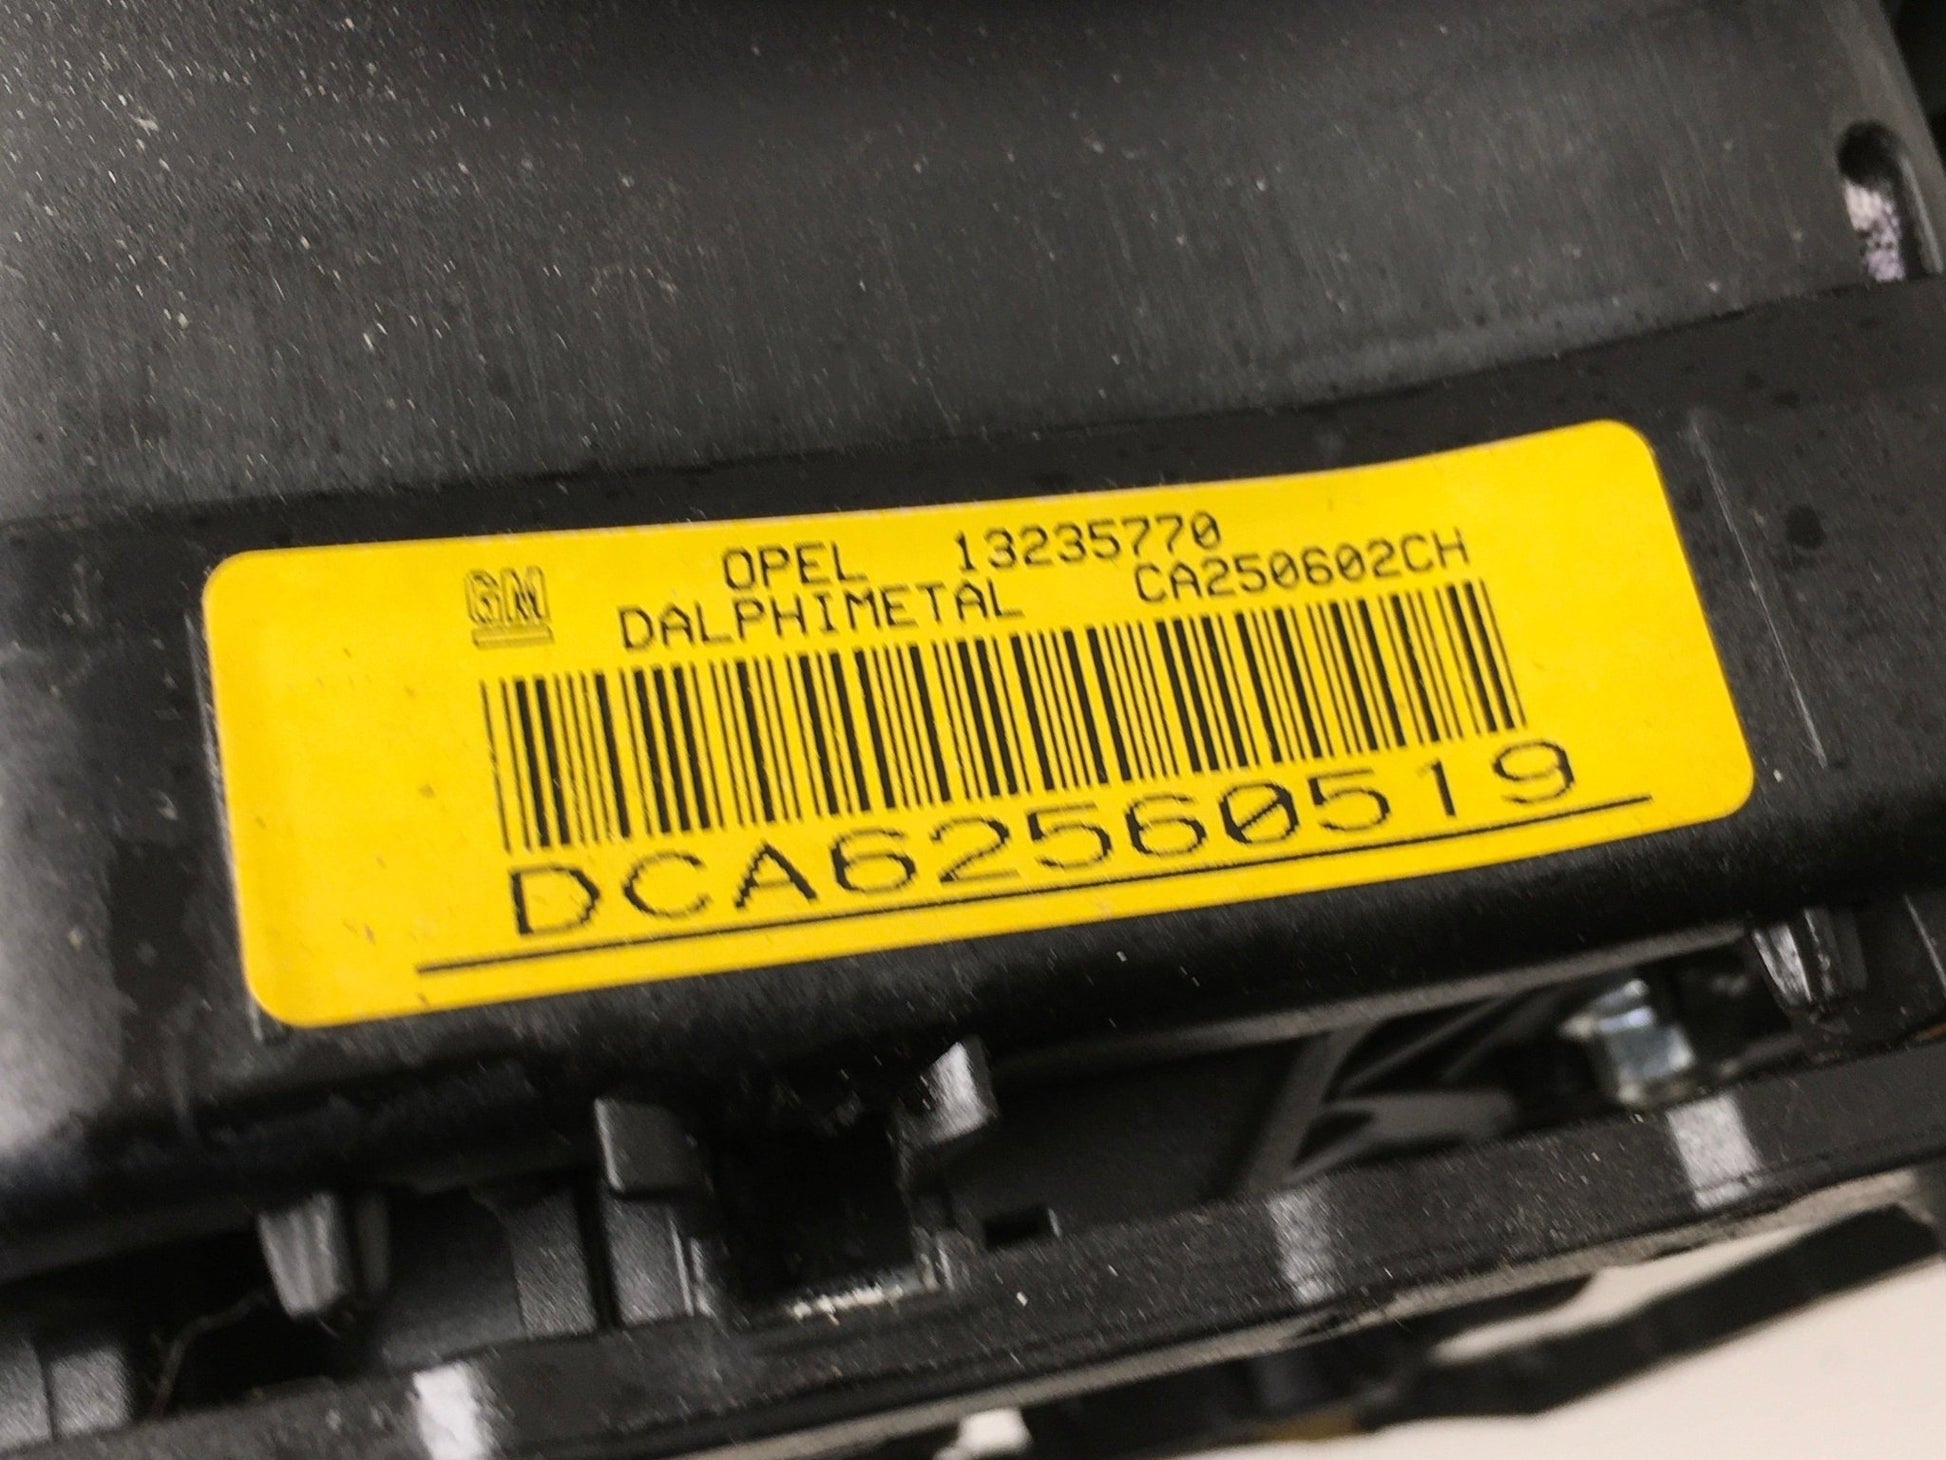 GM OPEL 13235770
DALPHIMETAL CA250602CH
DCA62560519